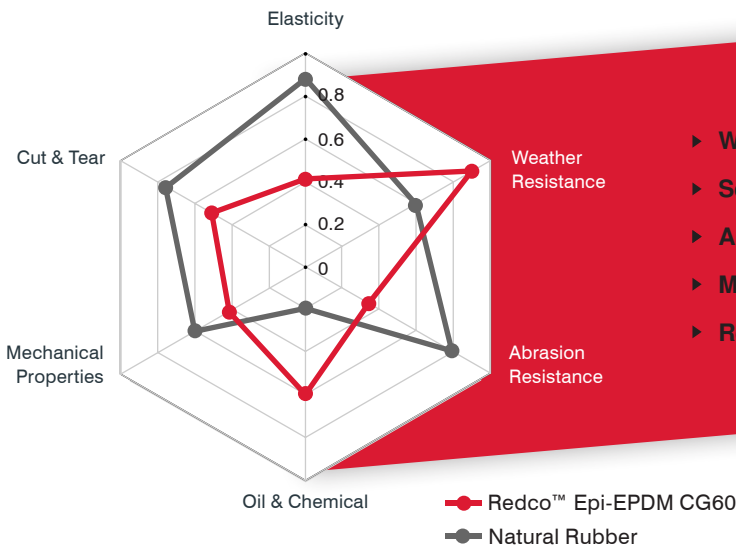 Elasticity
0.8
0.6
0.4
0.2
0
Cut & Tear
Weather
Resistance
Mechanical
Properties
Abrasion
Resistance
Oil & Chemical
Redco™ Epi-EPDM CG60
Natural Rubber